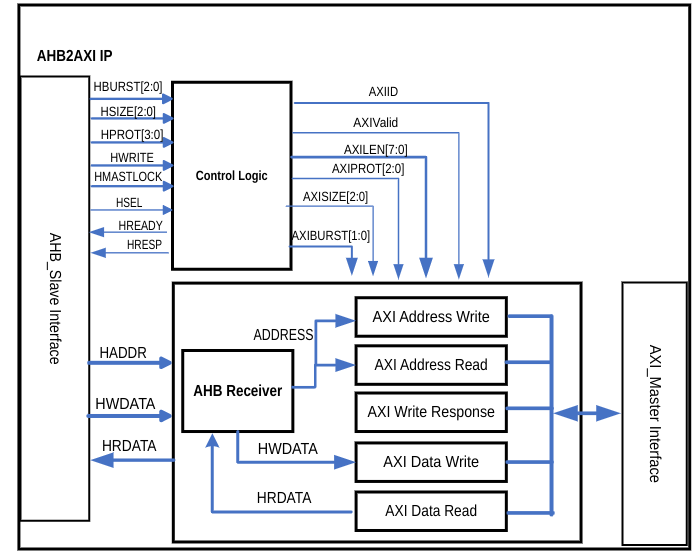 AHB2AXI IP
HBURST[2:0]
HSIZE[2:0]
HPROT[3:0]
HWRITE
HMASTLOCK
HSEL
HREADY
HRESP
AHB_Slave Interface
Control Logic
AXIID
AXIValid
AXILEN[7:0]
AXIPROT[2:0]
AXISIZE[2:0]
AXIBURST[1:0]
HADDR
HWDATA
HRDATA
AHB Receiver
ADDRESS
HWDATA
HRDATA
AXI Address Write
AXI Address Read
AXI Write Response
AXI Data Write
AXI Data Read
AXI_Master Interface